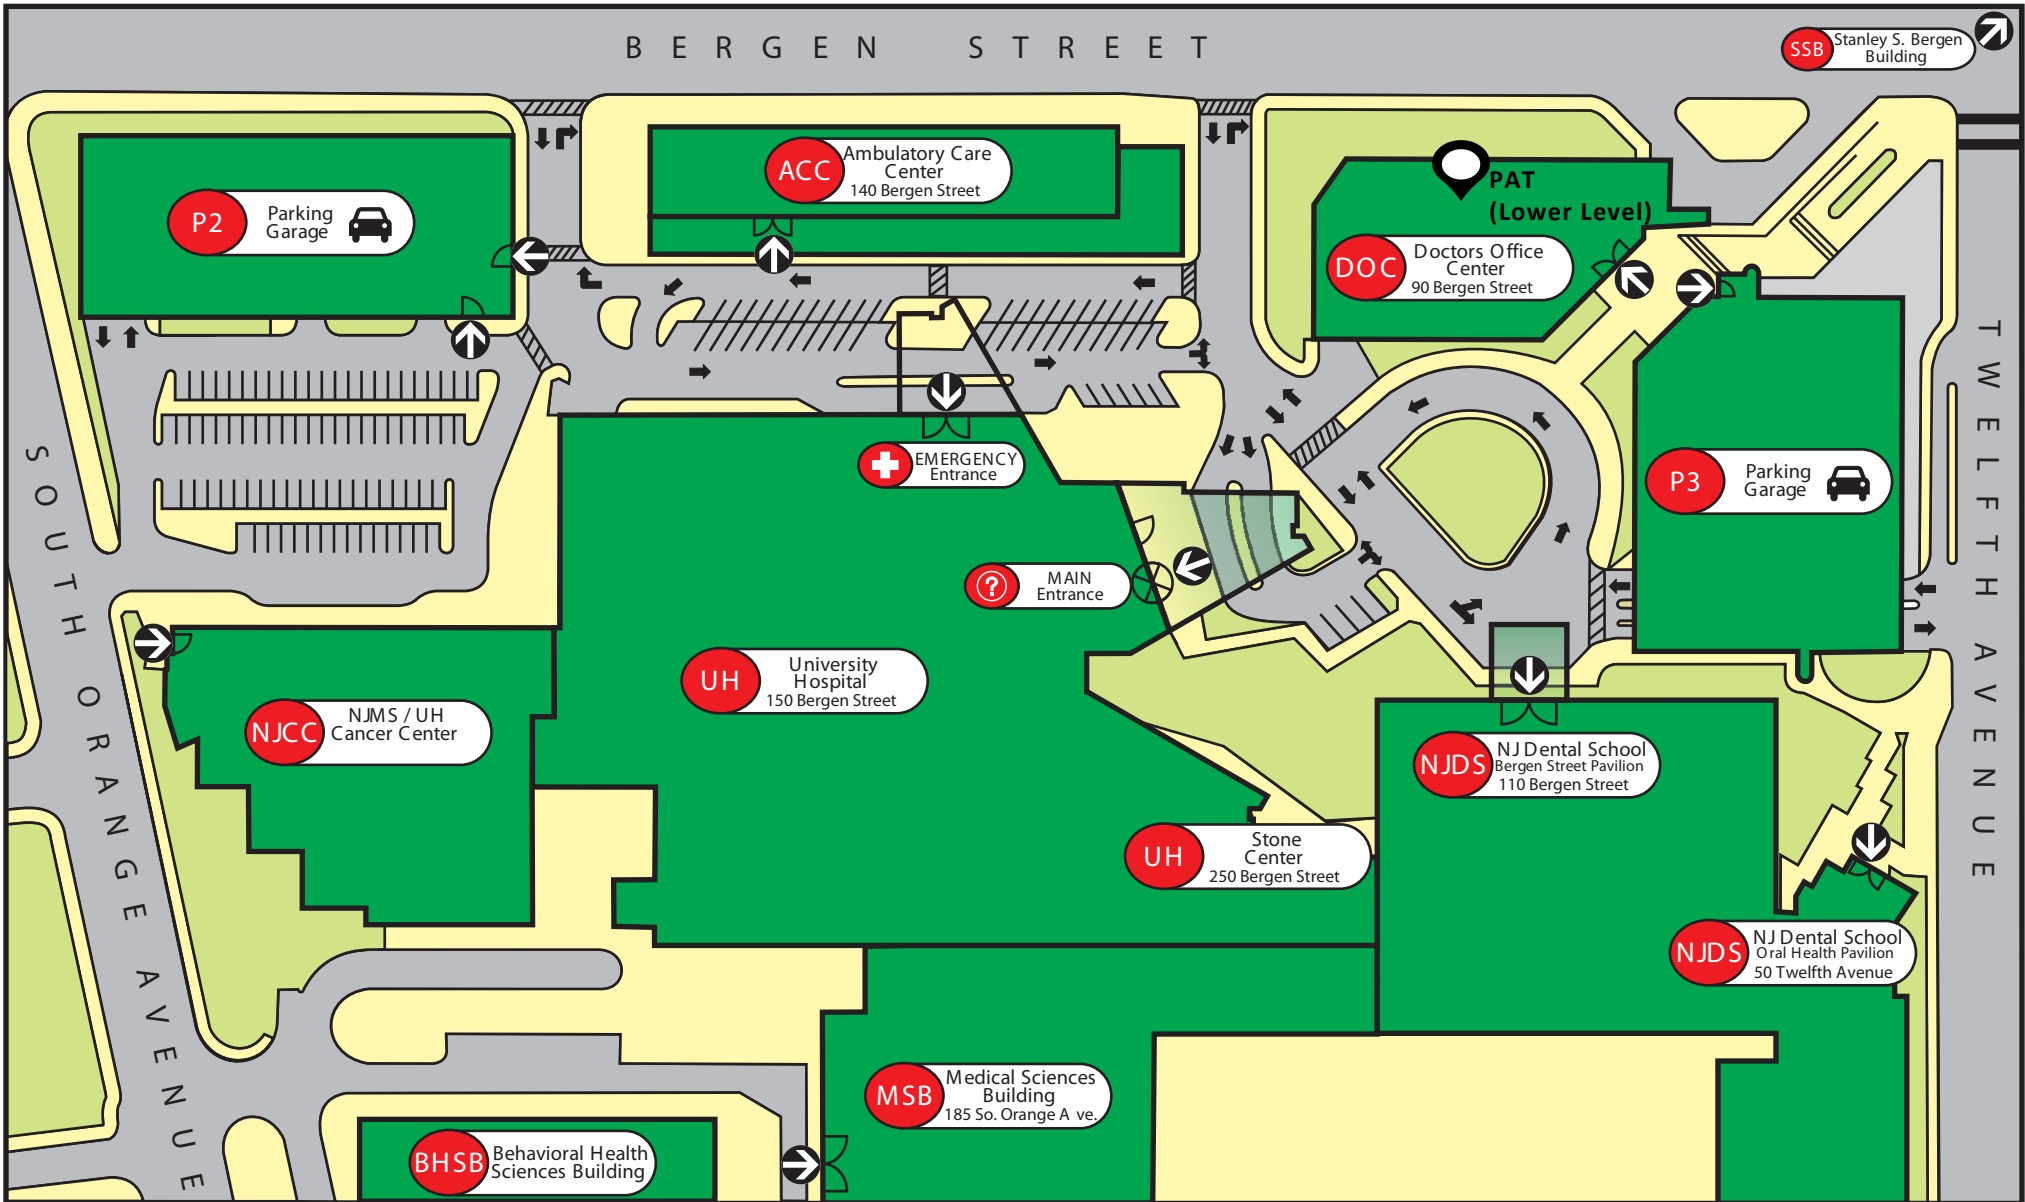 BERGEN STREET
SSB
Stanley S. Bergen
Building
P2
Parking
Garage
ACC
Ambulatory Care
Center
140 Bergen Street
PAT
(Lower Level)
DOC
Doctors Office
Center
90 Bergen Street
EMERGENCY
Entrance
P3
Parking
Garage
TWELFTH AVENUE
SOUTH ORANGE AVENUE
?
MAIN
Entrance
UH
University
Hospital
150 Bergen Street
NJCC
NJMS / UH
Cancer Center
NJDS
NJ Dental School
Bergen Street Pavilion
110 Bergen Street
UH
Stone
Center
250 Bergen Street
NJDS
NJ Dental School
Oral Health Pavilion
50 Twelfth Avenue
MSB
Medical Sciences
Building
185 So. Orange A ve.
BHSB
Behavioral Health
Sciences Building